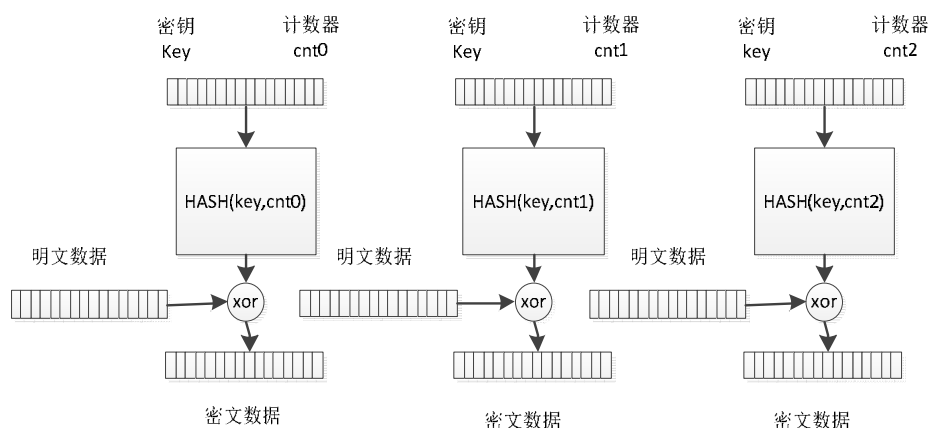 密钥 计数器 密钥 计数器 密钥 计数器
Key cnt0 Key cnt1 key cnt2
HASH(key,cnt0) HASH(key,cnt1) HASH(key,cnt2)
明文数据 明文数据 明文数据
xor xor xor
密文数据 密文数据 密文数据